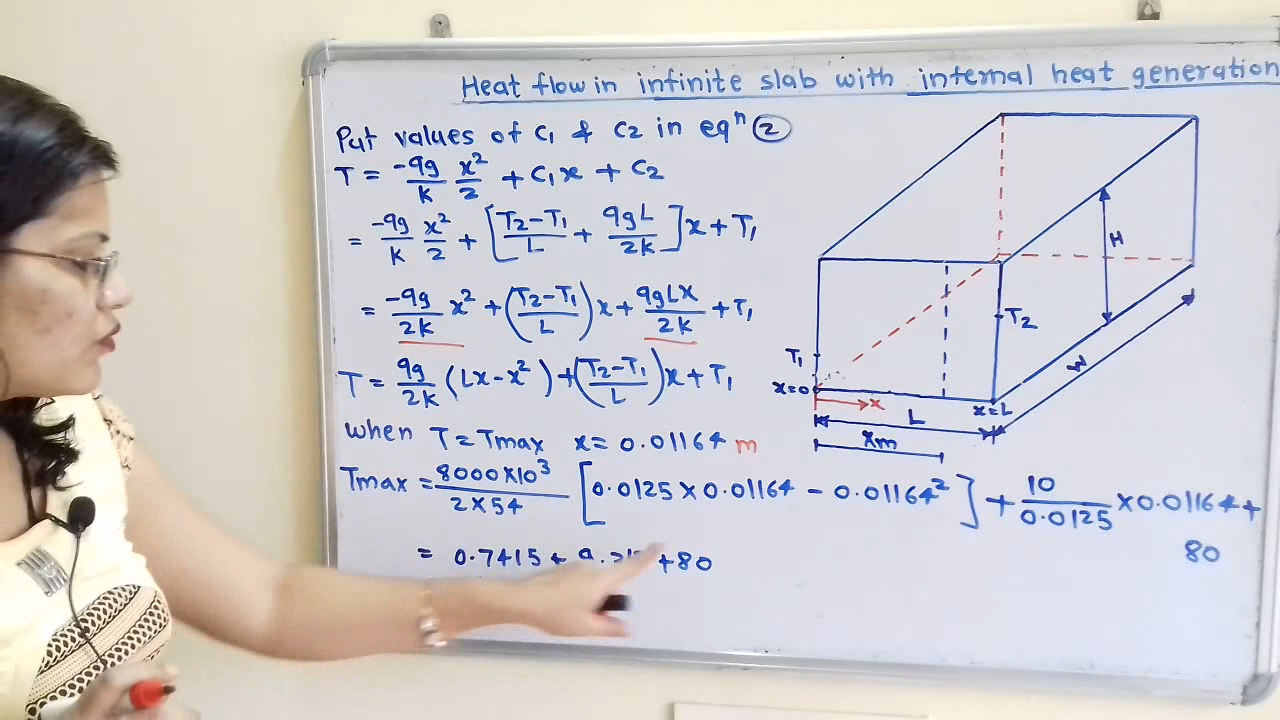 Heat flow in infinite slab with internal heat generation
Put values of C1 & C2 in eqⁿ ②
T = -qg/k x²/2 + C1x + C2
= -qg/k x²/2 + [T2-T1/L + qgL/2k]x + T1
= -qg/2k x² + (T2-T1/L)x + qgLx/2k + T1
T = qg/2k (Lx-x²) + (T2-T1/L)x + T1
when T = Tmax x = 0.01164 m
Tmax = 8000×10³/2×54 [0.0125×0.01164 - 0.01164²] + 10/0.0125 ×0.01164 +
80
= 0.7415 + +80
H
T2
W
T1
x=0
x
x=L
L
xm